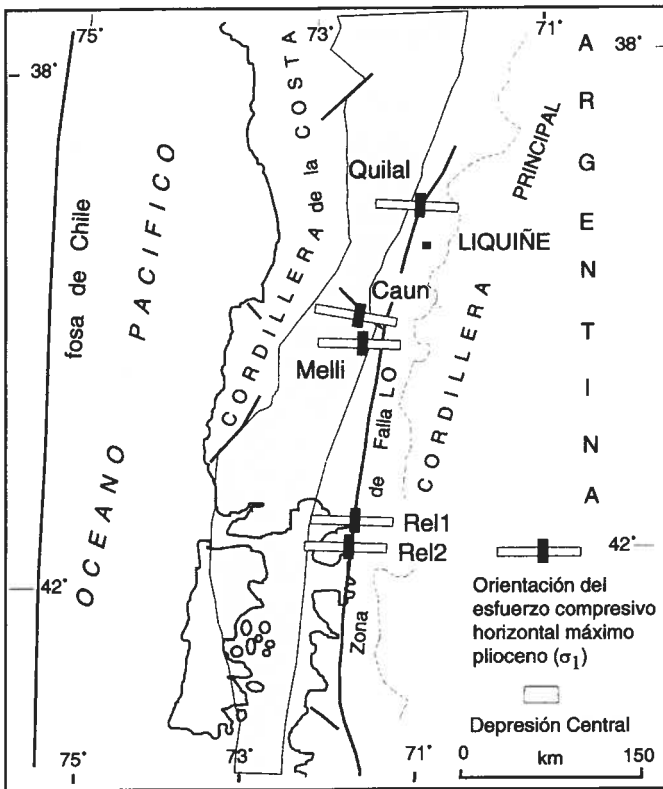 75°
73°
71°
38°
38°
ARGENTINA
CORDILLERA de la COSTA
PRINCIPAL
CORDILLERA
OCEANO PACIFICO
fosa de Chile
Quilal
LIQUIÑE
Caun
Melli
Zona de Falla LO
Rel1
Rel2
42°
42°
Orientación del
esfuerzo compresivo
horizontal máximo
plioceno (σ1)
Depresión Central
75°
73°
71°
0
km
150